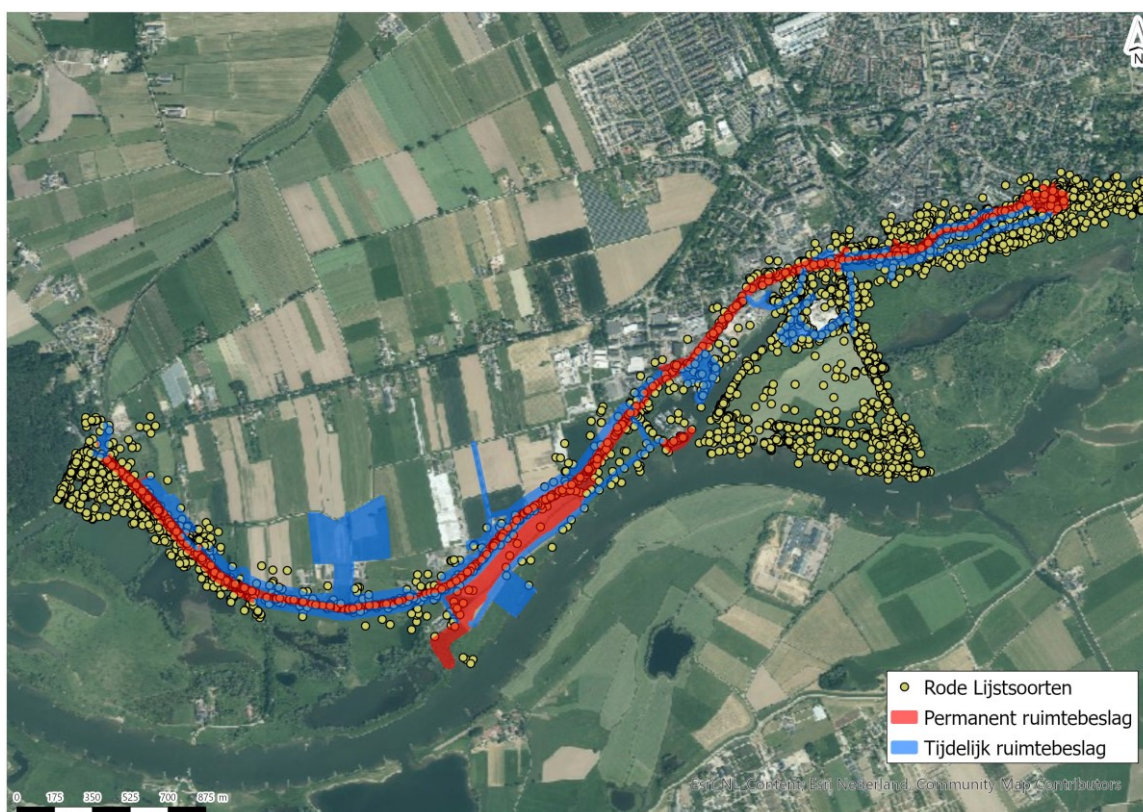 N
Rode Lijstsoorten
Permanent ruimtebeslag
Tijdelijk ruimtebeslag
Esri NL, Content, Esri Nederland, Community Map Contributors
0 175 350 525 700 875 m